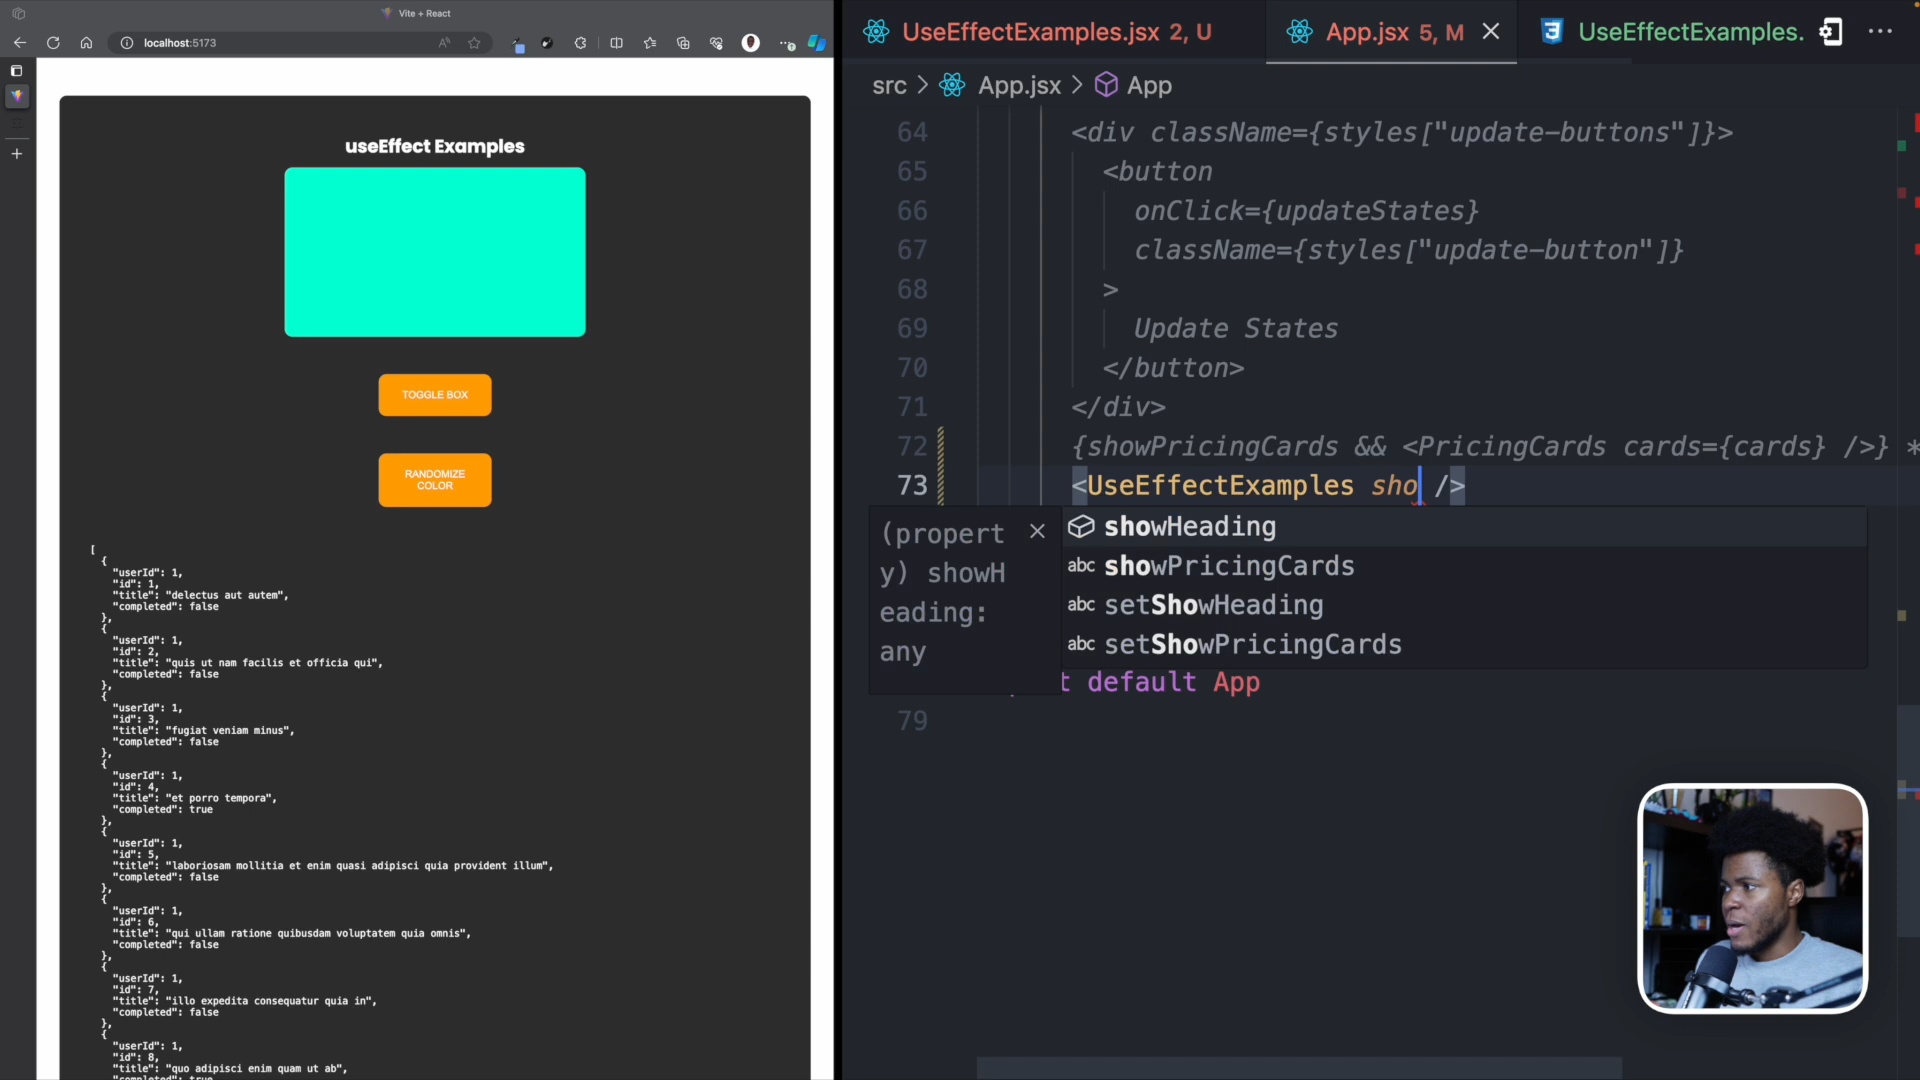 Vite + React
localhost:5173
useEffect Examples
TOGGLE BOX
RANDOMIZE
COLOR
[
{
"userId": 1,
"id": 1,
"title": "delectus aut autem",
"completed": false
},
{
"userId": 1,
"id": 2,
"title": "quis ut nam facilis et officia qui",
"completed": false
},
{
"userId": 1,
"id": 3,
"title": "fugiat veniam minus",
"completed": false
},
{
"userId": 1,
"id": 4,
"title": "et porro tempora",
"completed": true
},
{
"userId": 1,
"id": 5,
"title": "laboriosam mollitia et enim quasi adipisci quia provident illum",
"completed": false
},
{
"userId": 1,
"id": 6,
"title": "qui ullam ratione quibusdam voluptatem quia omnis",
"completed": false
},
{
"userId": 1,
"id": 7,
"title": "illo expedita consequatur quia in",
"completed": false
},
{
"userId": 1,
"id": 8,
"title": "quo adipisci enim quam ut ab",
"completed": true
UseEffectExamples.jsx 2, U
App.jsx 5, M
UseEffectExamples.
src > App.jsx > App
64 <div className={styles["update-buttons"]}>
65 <button
66 onClick={updateStates}
67 className={styles["update-button"]}
68 >
69 Update States
70 </button>
71 </div>
72 {showPricingCards && <PricingCards cards={cards} />} *
73 <UseEffectExamples sho />
(propert
y) showH
eading:
any
showHeading
abc showPricingCards
abc setShowHeading
abc setShowPricingCards
t default App
79